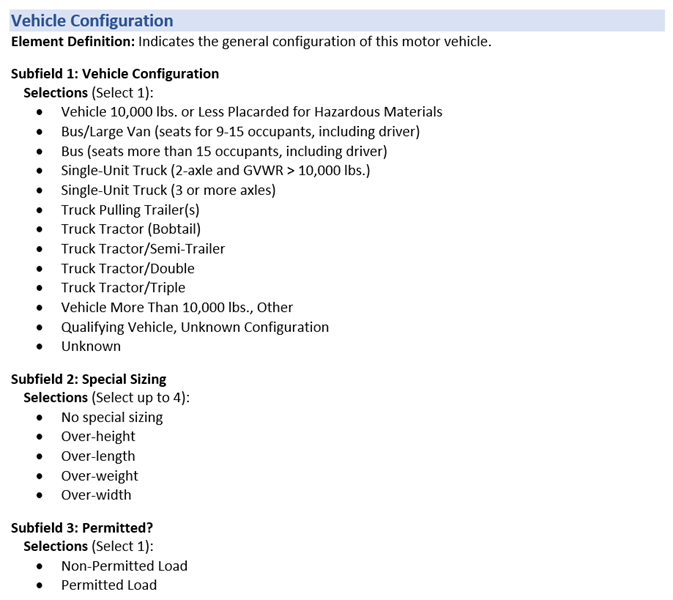 Vehicle Configuration
Element Definition: Indicates the general configuration of this motor vehicle.
Subfield 1: Vehicle Configuration
Selections (Select 1):
• Vehicle 10,000 lbs. or Less Placarded for Hazardous Materials
• Bus/Large Van (seats for 9-15 occupants, including driver)
• Bus (seats more than 15 occupants, including driver)
• Single-Unit Truck (2-axle and GVWR > 10,000 lbs.)
• Single-Unit Truck (3 or more axles)
• Truck Pulling Trailer(s)
• Truck Tractor (Bobtail)
• Truck Tractor/Semi-Trailer
• Truck Tractor/Double
• Truck Tractor/Triple
• Vehicle More Than 10,000 lbs., Other
• Qualifying Vehicle, Unknown Configuration
• Unknown
Subfield 2: Special Sizing
Selections (Select up to 4):
• No special sizing
• Over-height
• Over-length
• Over-weight
• Over-width
Subfield 3: Permitted?
Selections (Select 1):
• Non-Permitted Load
• Permitted Load